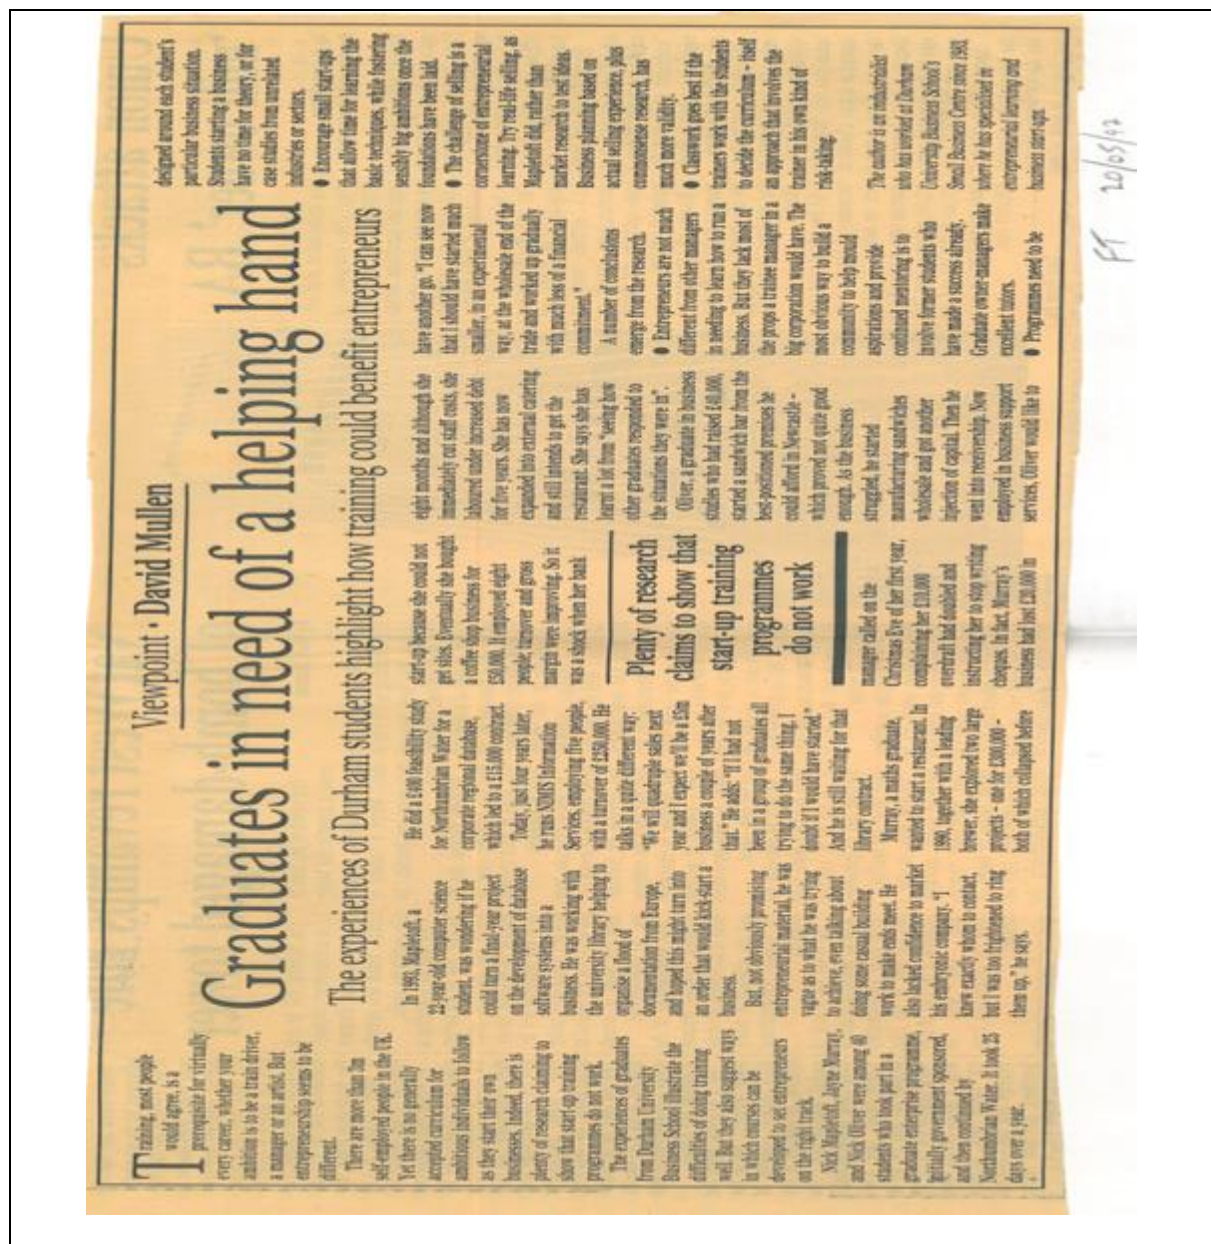 Viewpoint · David Mullen
Graduates in need of a helping hand
The experiences of Durham students highlight how training could benefit entrepreneurs
Training, most people
would agree, is a
prerequisite for virtually
every career, whether your
ambition is to be a train driver,
a manager or an artist. But
entrepreneurship seems to be
different.
There are more than 3m
self-employed people in the UK.
Yet there is no generally
accepted curriculum for
ambitious individuals to follow
as they start their own
businesses. Indeed, there is
plenty of research claiming to
show that start-up training
programmes do not work.
The experiences of graduates
from Durham University
Business School illustrate the
difficulties of doing training
well. But they also suggest ways
in which courses can be
developed to set entrepreneurs
on the right track.
Nick Mapletoft, Jayne Murray,
and Nick Oliver were among 40
students who took part in a
graduate enterprise programme,
initially government sponsored,
and then continued by
Northumbrian Water. It took 25
days over a year.
In 1993, Mapletoft, a
22-year-old computer science
student, was wondering if he
could turn a final-year project
on the development of database
software systems into a
business. He was working with
the university library helping to
organise a flood of
documentation from Europe,
and hoped this might turn into
an order that would kick-start a
business.
But, not obviously promising
entrepreneurial material, he was
vague as to what he was trying
to achieve, even talking about
doing some casual building
work to make ends meet. He
also lacked confidence to market
his embryonic company. "I
knew exactly whom to contact,
but I was too frightened to ring
them up," he says.
He did a £400 feasibility study
for Northumbrian Water for a
corporate regional database,
which led to a £15,000 contract.
Today, just four years later,
he runs NOMIS Information
Services, employing five people,
with a turnover of £250,000. He
talks in a quite different way:
"We will quadruple sales next
year and I expect we'll be a £5m
business a couple of years after
that." He adds: "If I had not
been in a group of graduates all
trying to do the same thing, I
doubt if I would have started."
And he is still waiting for that
library contract.
Murray, a maths graduate,
wanted to start a restaurant. In
1990, together with a leading
brewer, she explored two large
projects - one for £300,000 -
both of which collapsed before
start-up because she could not
get sites. Eventually she bought
a coffee shop business for
£50,000. It employed eight
people; turnover and gross
margin were improving. So it
was a shock when her bank
Plenty of research
claims to show that
start-up training
programmes
do not work
manager called on the
Christmas Eve of her first year,
complaining her £10,000
overdraft had doubled and
instructing her to stop writing
cheques. In fact, Murray's
business had lost £20,000 in
eight months and although she
immediately cut staff costs, she
laboured under increased debt
for five years. She has now
expanded into external catering
and still intends to get the
restaurant. She says she has
learnt a lot from "seeing how
other graduates responded to
the situations they were in".
Oliver, a graduate in business
studies who had raised £40,000,
started a sandwich bar from the
best-positioned premises he
could afford in Newcastle -
which proved not quite good
enough. As the business
struggled, he started
manufacturing sandwiches
wholesale and got another
injection of capital. Then he
went into receivership. Now
employed in business support
services, Oliver would like to
have another go. "I can see now
that I should have started much
smaller, in an experimental
way, at the wholesale end of the
trade and worked up gradually
with much less of a financial
commitment."
A number of conclusions
emerge from the research.
● Entrepreneurs are not much
different from other managers
in needing to learn how to run a
business. But they lack most of
the props a trainee manager in a
big corporation would have. The
most obvious way to build a
community to help mould
aspirations and provide
continued mentoring is to
involve former students who
have made a success already.
Graduate owner-managers make
excellent tutors.
● Programmes need to be
designed around each student's
particular business situation.
Students starting a business
have no time for theory, or for
case studies from unrelated
industries or sectors.
● Encourage small start-ups
that allow time for learning the
basic techniques, while fostering
sensibly big ambitions once the
foundations have been laid.
● The challenge of selling is a
cornerstone of entrepreneurial
learning. Try real-life selling, as
Mapletoft did, rather than
market research to test ideas.
Business planning based on
actual selling experience, plus
commonsense research, has
much more validity.
● Classwork goes best if the
trainers work with the students
to decide the curriculum - itself
an approach that involves the
trainer in his own kind of
risk-taking.
The author is an industrialist
who has worked at Durham
University Business School's
Small Business Centre since 1983,
where he has specialised in
entrepreneurial learning and
business start-ups.
FT 20/05/97